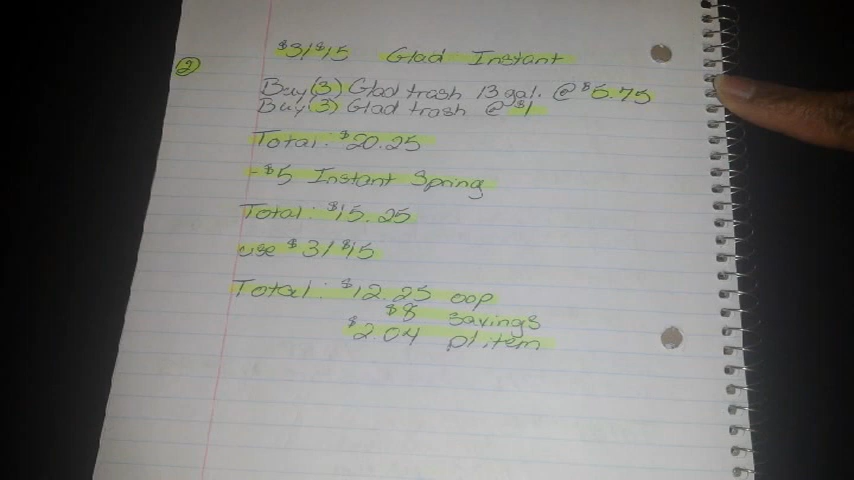 $3/$15 Glad Instant
2
Buy (3) Glad trash 13 gal. @ $5.75
Buy (3) Glad trash @ $1
Total: $20.25
-$5 Instant Spring
Total: $15.25
use $3/$15
Total: $12.25 oop
$8 savings
$2.04 p/item